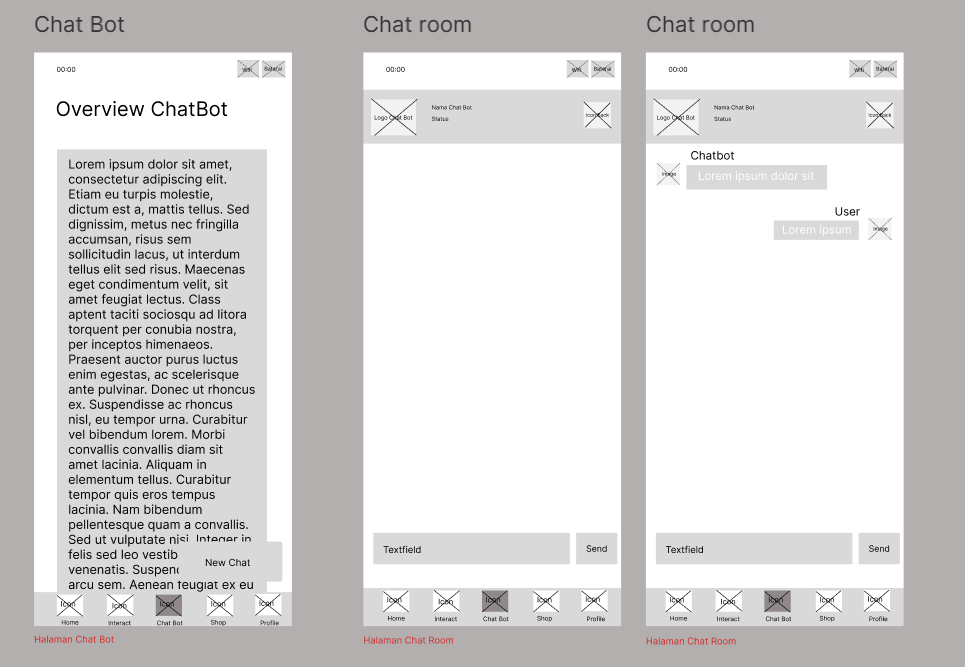 Chat Bot
00:00
Wifi
Baterai
Overview ChatBot
Lorem ipsum dolor sit amet,
consectetur adipiscing elit.
Etiam eu turpis molestie,
dictum est a, mattis tellus. Sed
dignissim, metus nec fringilla
accumsan, risus sem
sollicitudin lacus, ut interdum
tellus elit sed risus. Maecenas
eget condimentum velit, sit
amet feugiat lectus. Class
aptent taciti sociosqu ad litora
torquent per conubia nostra,
per inceptos himenaeos.
Praesent auctor purus luctus
enim egestas, ac scelerisque
ante pulvinar. Donec ut rhoncus
ex. Suspendisse ac rhoncus
nisl, eu tempor urna. Curabitur
vel bibendum lorem. Morbi
convallis convallis diam sit
amet lacinia. Aliquam in
elementum tellus. Curabitur
tempor quis eros tempus
lacinia. Nam bibendum
pellentesque quam a convallis.
Sed ut vulputate nisi. Integer in
felis sed leo vestib
venenatis. Suspend
arcu sem. Aenean feugiat ex eu
New Chat
Icon Icon Icon Icon Icon
Home Interact Chat Bot Shop Profile
Halaman Chat Bot
Chat room
00:00
Wifi
Baterai
Logo Chat Bot
Nama Chat Bot
Status
Icon Back
Textfield
Send
Icon Icon Icon Icon Icon
Home Interact Chat Bot Shop Profile
Halaman Chat Room
Chat room
00:00
Wifi
Baterai
Logo Chat Bot
Nama Chat Bot
Status
Icon Back
Chatbot
Image
Lorem ipsum dolor sit
User
Lorem ipsum
Image
Textfield
Send
Icon Icon Icon Icon Icon
Home Interact Chat Bot Shop Profile
Halaman Chat Room